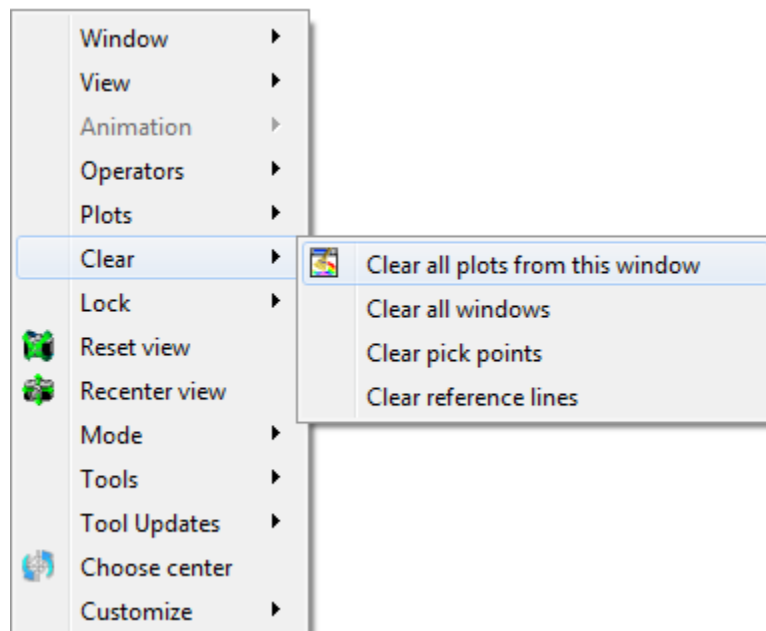 Window
View
Animation
Operators
Plots
Clear
Clear all plots from this window
Clear all windows
Clear pick points
Clear reference lines
Lock
Reset view
Recenter view
Mode
Tools
Tool Updates
Choose center
Customize